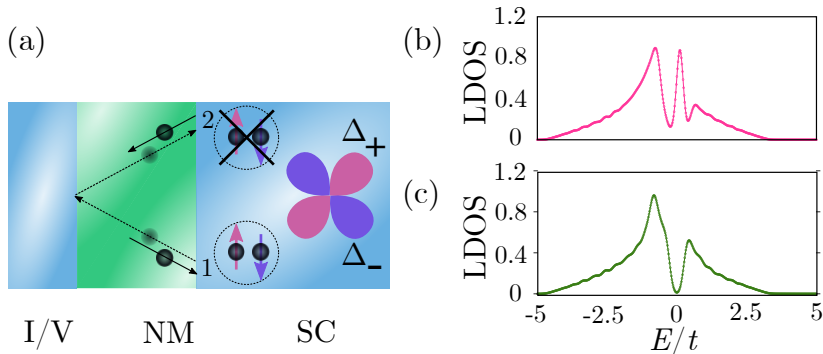 (a)
2
1
Δ₊
Δ₋
I/V NM SC
(b)
LDOS
1.2
0.8
0.4
0
(c)
LDOS
1.2
0.8
0.4
0
-5 -2.5 0 2.5 5
E/t